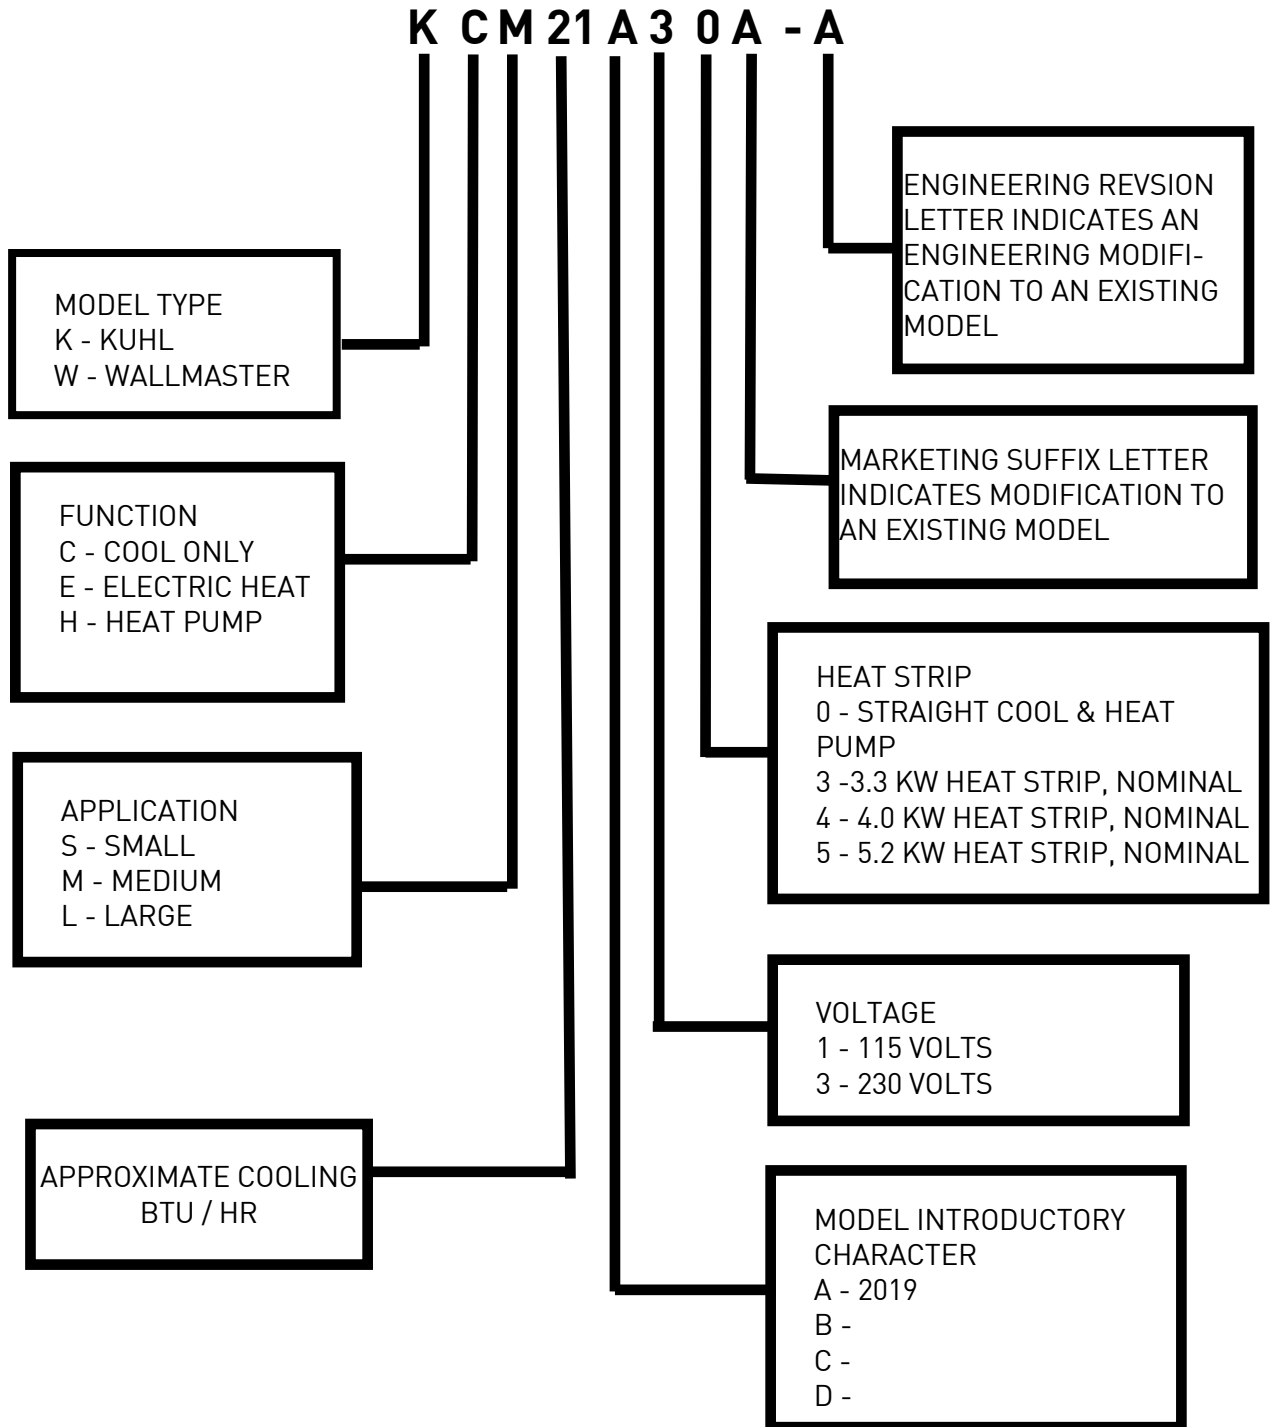 K C M 21 A 3 0 A - A
MODEL TYPE
K - KUHL
W - WALLMASTER
FUNCTION
C - COOL ONLY
E - ELECTRIC HEAT
H - HEAT PUMP
APPLICATION
S - SMALL
M - MEDIUM
L - LARGE
APPROXIMATE COOLING
BTU / HR
ENGINEERING REVSION
LETTER INDICATES AN
ENGINEERING MODIFI-
CATION TO AN EXISTING
MODEL
MARKETING SUFFIX LETTER
INDICATES MODIFICATION TO
AN EXISTING MODEL
HEAT STRIP
0 - STRAIGHT COOL & HEAT
PUMP
3 -3.3 KW HEAT STRIP, NOMINAL
4 - 4.0 KW HEAT STRIP, NOMINAL
5 - 5.2 KW HEAT STRIP, NOMINAL
VOLTAGE
1 - 115 VOLTS
3 - 230 VOLTS
MODEL INTRODUCTORY
CHARACTER
A - 2019
B -
C -
D -